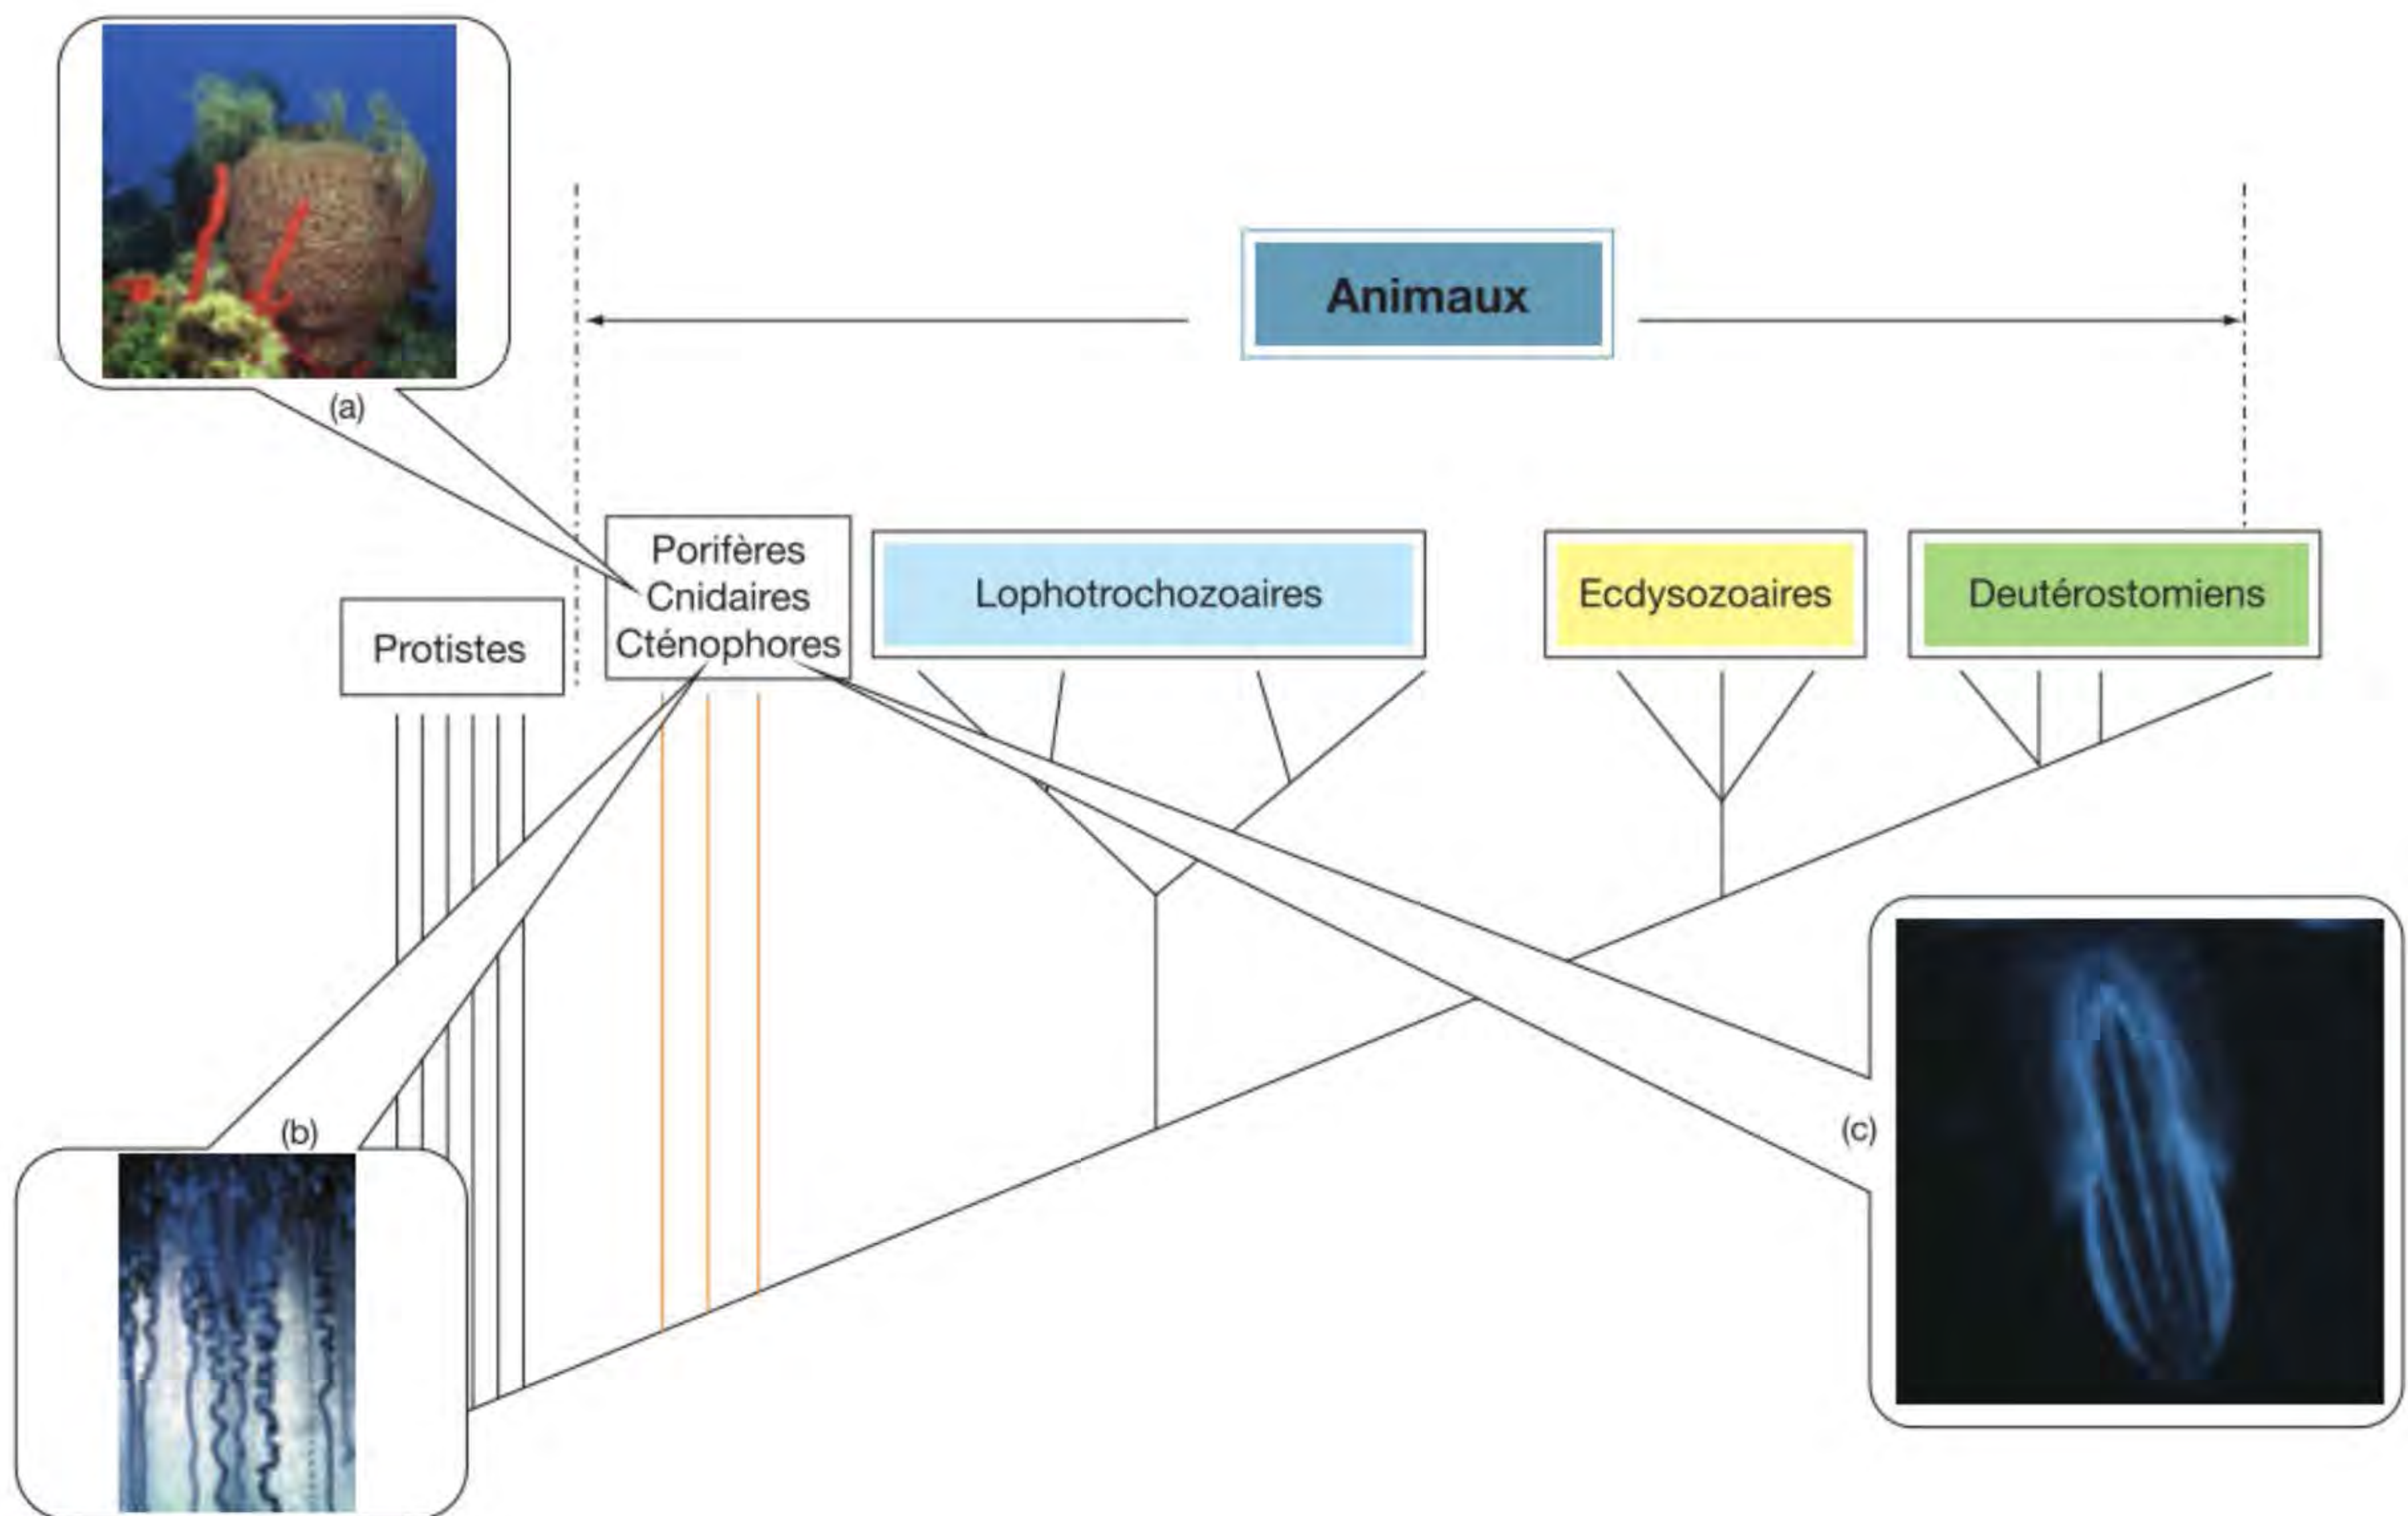 (a)
Animaux
Porifères
Cnidaires
Cténophores
Lophotrochozoaires
Ecdysozoaires
Deutérostomiens
Protistes
(b)
(c)